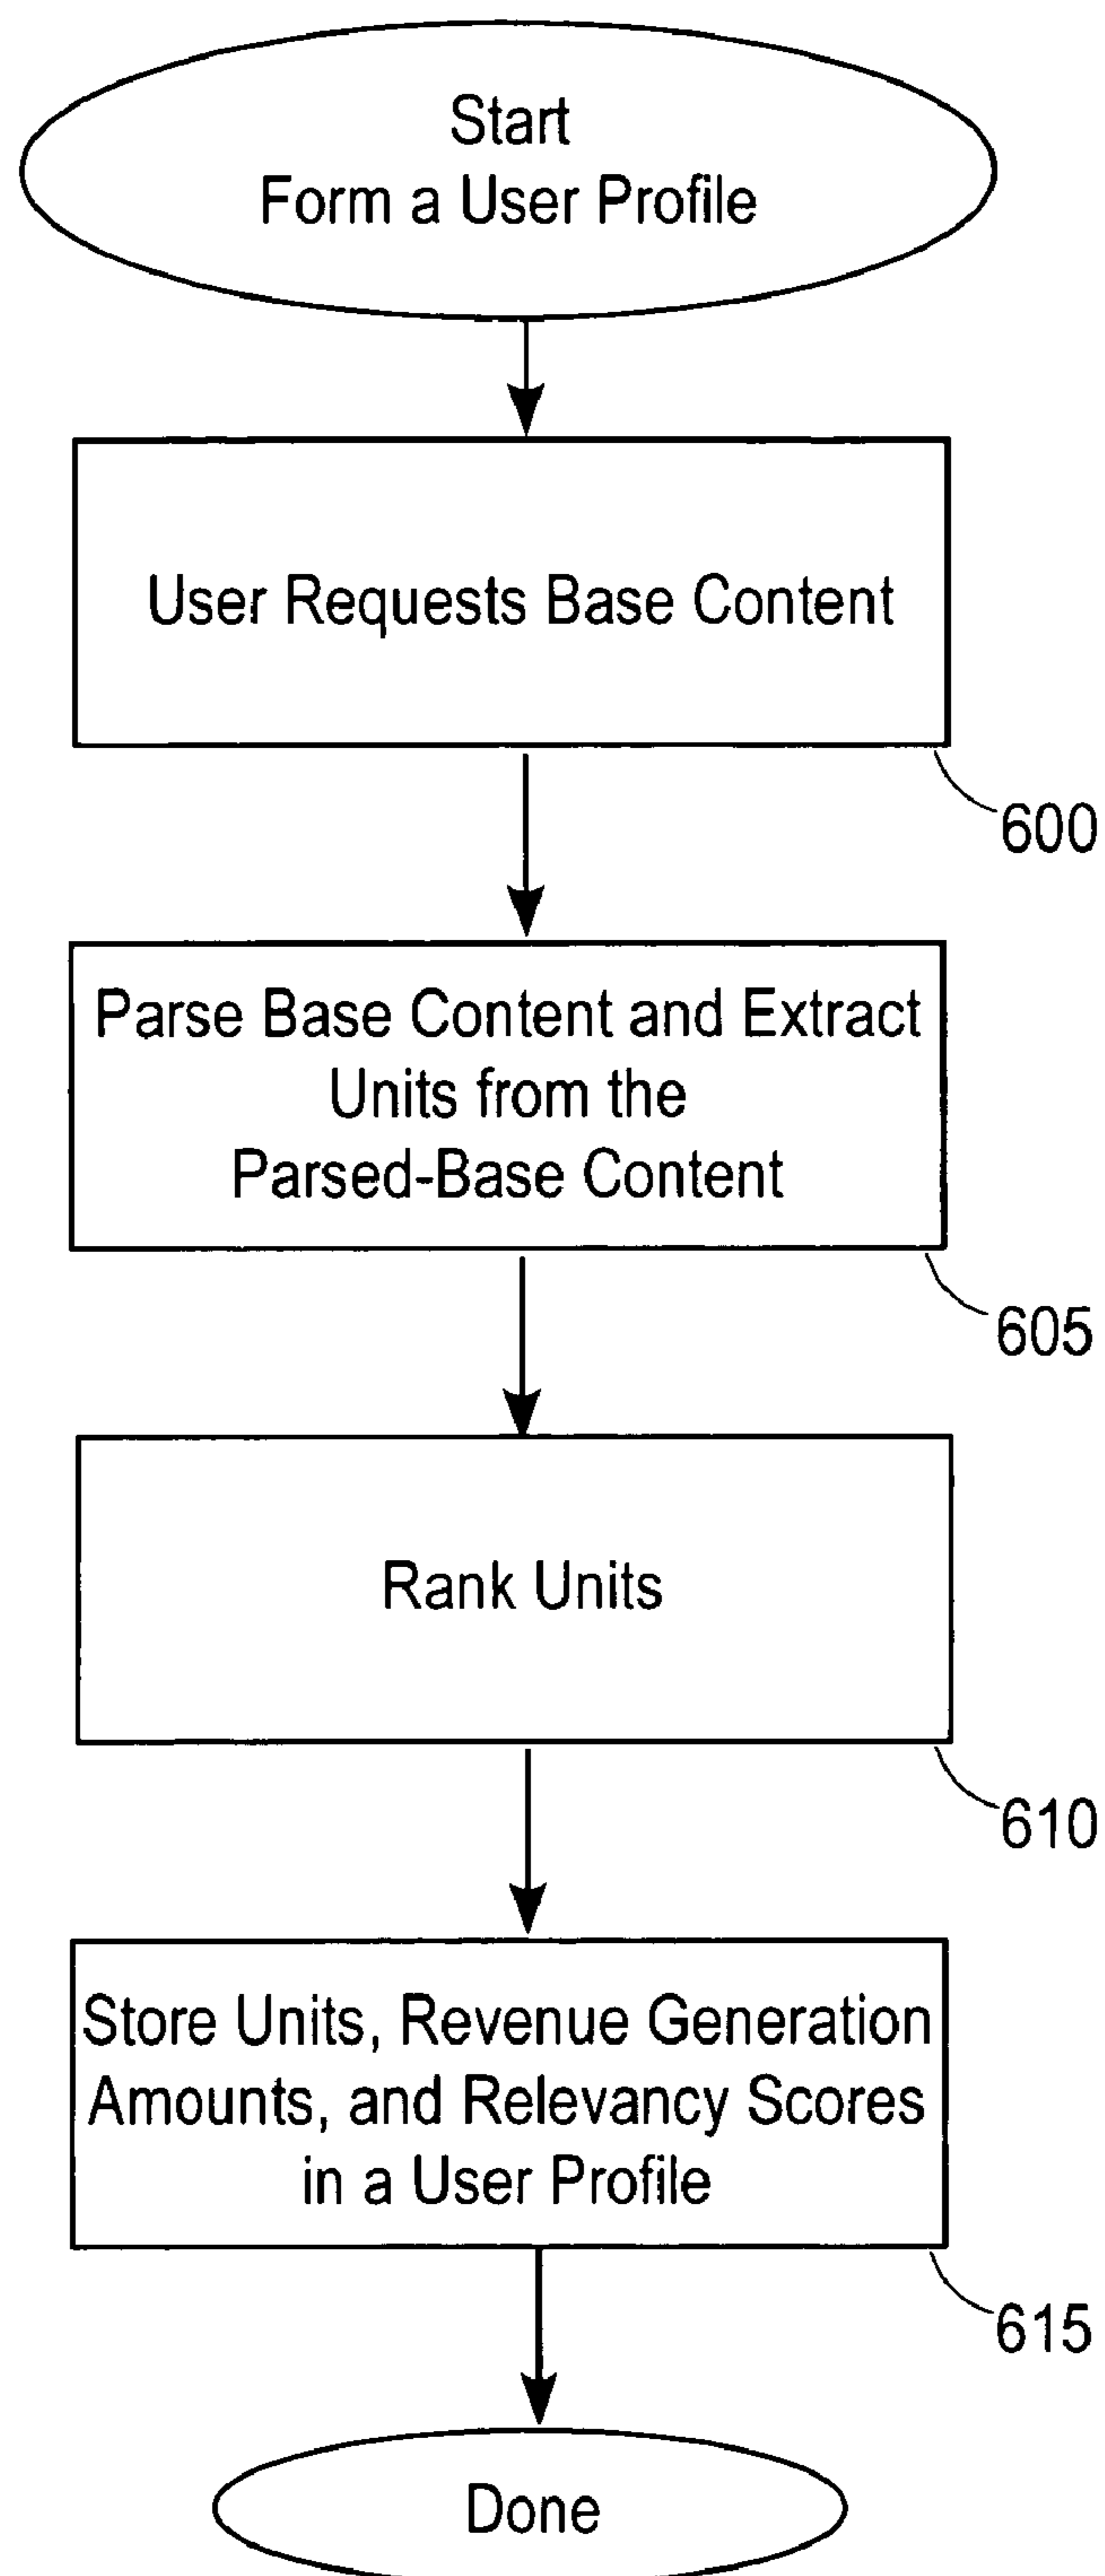 Start
Form a User Profile
User Requests Base Content
600
Parse Base Content and Extract
Units from the
Parsed-Base Content
605
Rank Units
610
Store Units, Revenue Generation
Amounts, and Relevancy Scores
in a User Profile
615
Done